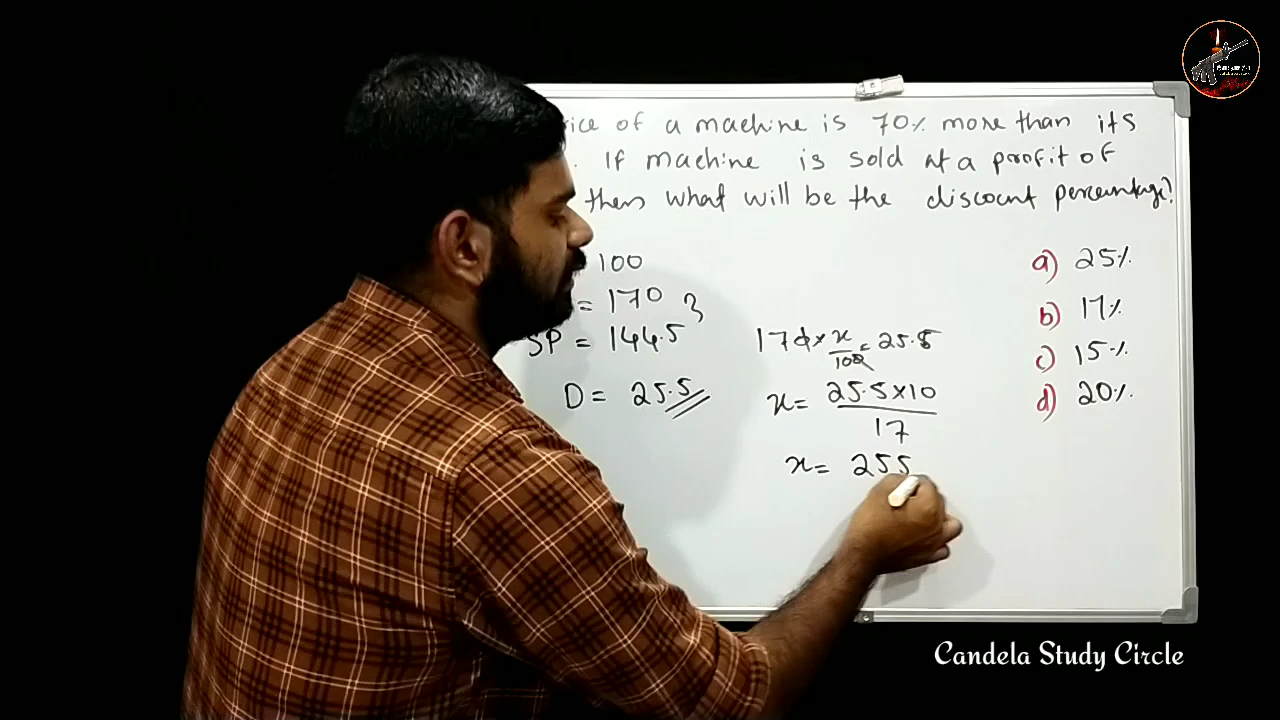 ice of a machine is 70% more than its
. If machine is sold at a profit of
then what will be the discount percentage?
100
= 170
SP = 144.5
D = 25.5
170 × x/100 = 25.5
x = 25.5×10/17
x = 255
a) 25%
b) 17%
c) 15%
d) 20%
Candela Study Circle